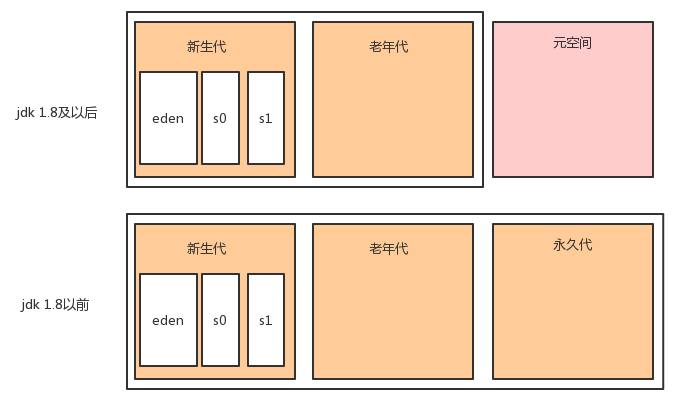 新生代
老年代
元空间
jdk 1.8及以后
eden
s0
s1
新生代
老年代
永久代
jdk 1.8以前
eden
s0
s1